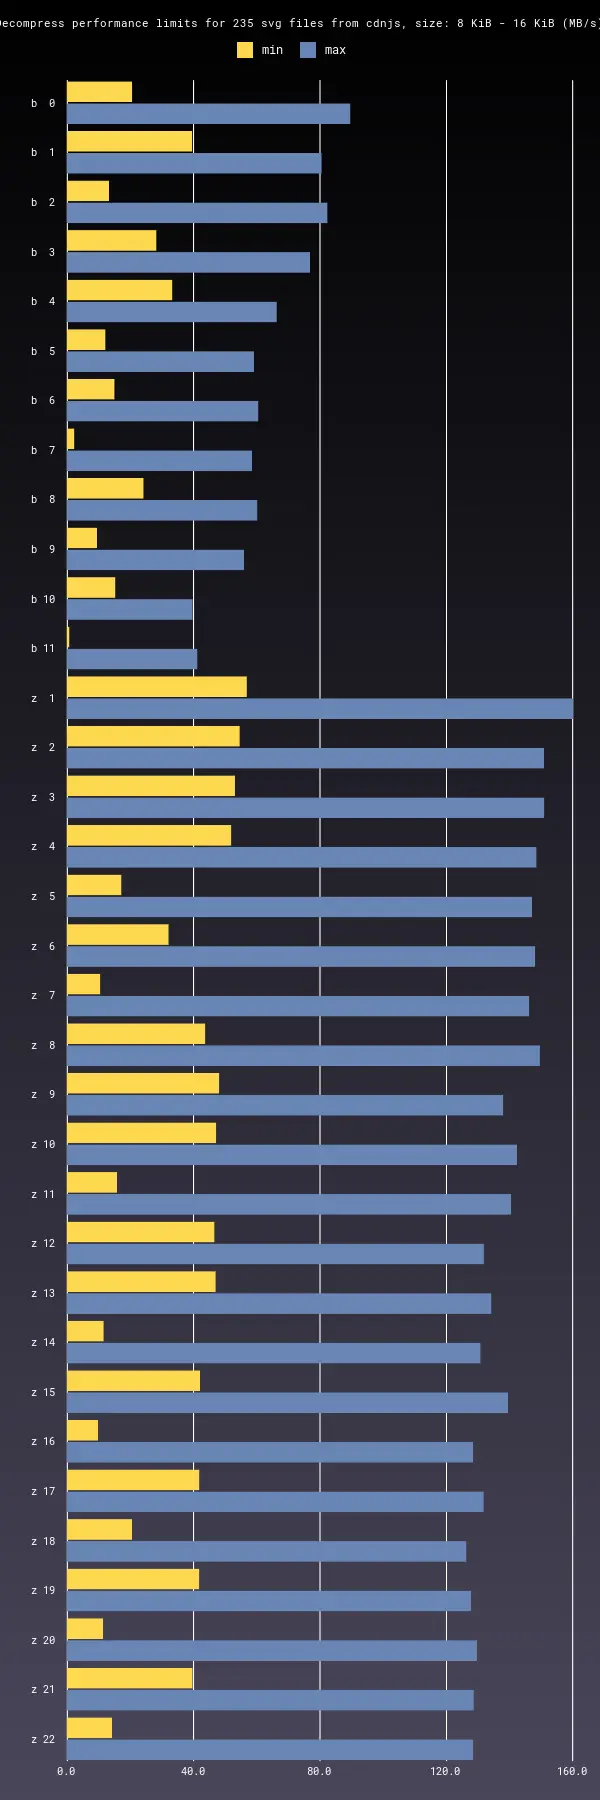 ecompress performance limits for 235 svg files from cdnjs, size: 8 KiB - 16 KiB (MB/s)
min max
b 0
b 1
b 2
b 3
b 4
b 5
b 6
b 7
b 8
b 9
b 10
b 11
z 1
z 2
z 3
z 4
z 5
z 6
z 7
z 8
z 9
z 10
z 11
z 12
z 13
z 14
z 15
z 16
z 17
z 18
z 19
z 20
z 21
z 22
0.0 40.0 80.0 120.0 160.0